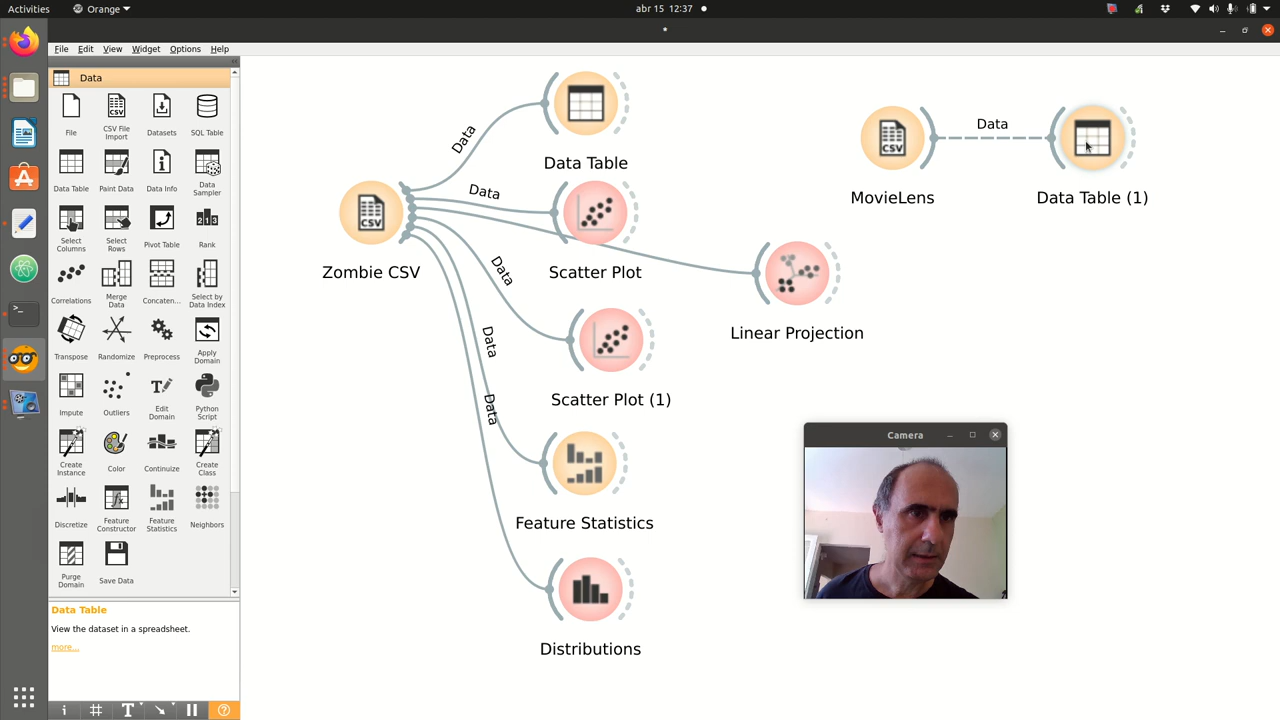 Activities
Orange
abr 15 12:37
*
File Edit View Widget Options Help
Data
File
CSV File
Import
Datasets
SQL Table
Data Table
Paint Data
Data Info
Data
Sampler
Select
Columns
Select
Rows
Pivot Table
Rank
Correlations
Merge
Data
Concaten...
Select by
Data Index
Transpose
Randomize
Preprocess
Apply
Domain
Impute
Outliers
Edit
Domain
Python
Script
Create
Instance
Color
Continuize
Create
Class
Discretize
Feature
Constructor
Feature
Statistics
Neighbors
Purge
Domain
Save Data
Data Table
View the dataset in a spreadsheet.
more...
Zombie CSV
Data
Data
Data
Data
Data
Data Table
Scatter Plot
Linear Projection
Scatter Plot (1)
Feature Statistics
Distributions
MovieLens
Data
Data Table (1)
Camera